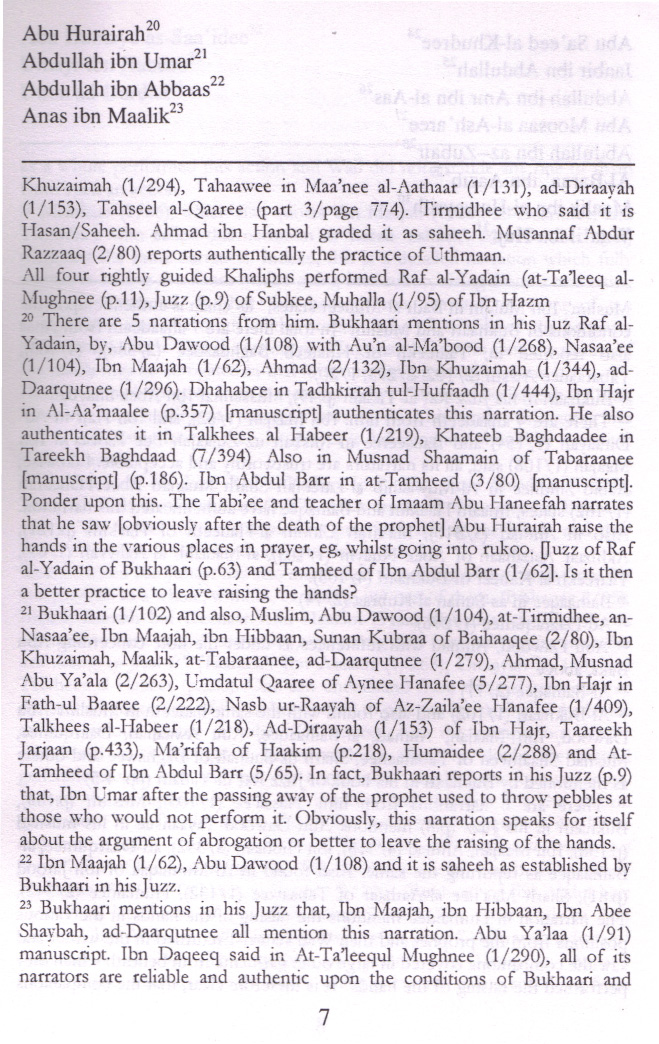 Abu Hurairah20
Abdullah ibn Umar21
Abdullah ibn Abbaas22
Anas ibn Maalik23
Khuzaimah (1/294), Tahaawee in Maa'nee al-Aathaar (1/131), ad-Diraayah
(1/153), Tahseel al-Qaaree (part 3/page 774). Tirmidhee who said it is
Hasan/Saheeh. Ahmad ibn Hanbal graded it as saheeh. Musannaf Abdur
Razzaaq (2/80) reports authentically the practice of Uthmaan.
All four rightly guided Khaliphs performed Raf al-Yadain (at-Ta'leeq al-
Mughnee (p.11), Juzz (p.9) of Subkee, Muhalla (1/95) of Ibn Hazm
20 There are 5 narrations from him. Bukhaari mentions in his Juz Raf al-
Yadain, by, Abu Dawood (1/108) with Au'n al-Ma'bood (1/268), Nasaa'ee
(1/104), Ibn Maajah (1/62), Ahmad (2/132), Ibn Khuzaimah (1/344), ad-
Daarqutnee (1/296). Dhahabee in Tadhkirrah tul-Huffaadh (1/444), Ibn Hajr
in Al-Aa'maalee (p.357) [manuscript] authenticates this narration. He also
authenticates it in Talkhees al Habeer (1/219), Khateeb Baghdaadee in
Tareekh Baghdaad (7/394) Also in Musnad Shaamain of Tabaraanee
[manuscript] (p.186). Ibn Abdul Barr in at-Tamheed (3/80) [manuscript].
Ponder upon this. The Tabi'ee and teacher of Imaam Abu Haneefah narrates
that he saw [obviously after the death of the prophet] Abu Hurairah raise the
hands in the various places in prayer, eg, whilst going into rukoo. [Juzz of Raf
al-Yadain of Bukhaari (p.63) and Tamheed of Ibn Abdul Barr (1/62]. Is it then
a better practice to leave raising the hands?
21 Bukhaari (1/102) and also, Muslim, Abu Dawood (1/104), at-Tirmidhee, an-
Nasaa'ee, Ibn Maajah, ibn Hibbaan, Sunan Kubraa of Baihaaqee (2/80), Ibn
Khuzaimah, Maalik, at-Tabaraanee, ad-Daarqutnee (1/279), Ahmad, Musnad
Abu Ya'ala (2/263), Umdatul Qaaree of Aynee Hanafee (5/277), Ibn Hajr in
Fath-ul Baaree (2/222), Nasb ur-Raayah of Az-Zaila'ee Hanafee (1/409),
Talkhees al-Habeer (1/218), Ad-Diraayah (1/153) of Ibn Hajr, Taareekh
Jarjaan (p.433), Ma'rifah of Haakim (p.218), Humaidee (2/288) and At-
Tamheed of Ibn Abdul Barr (5/65). In fact, Bukhaari reports in his Juzz (p.9)
that, Ibn Umar after the passing away of the prophet used to throw pebbles at
those who would not perform it. Obviously, this narration speaks for itself
about the argument of abrogation or better to leave the raising of the hands.
22 Ibn Maajah (1/62), Abu Dawood (1/108) and it is saheeh as established by
Bukhaari in his Juzz.
23 Bukhaari mentions in his Juzz that, Ibn Maajah, ibn Hibbaan, Ibn Abee
Shaybah, ad-Daarqutnee all mention this narration. Abu Ya'laa (1/91)
manuscript. Ibn Daqeeq said in At-Ta'leequl Mughnee (1/290), all of its
narrators are reliable and authentic upon the conditions of Bukhaari and
7